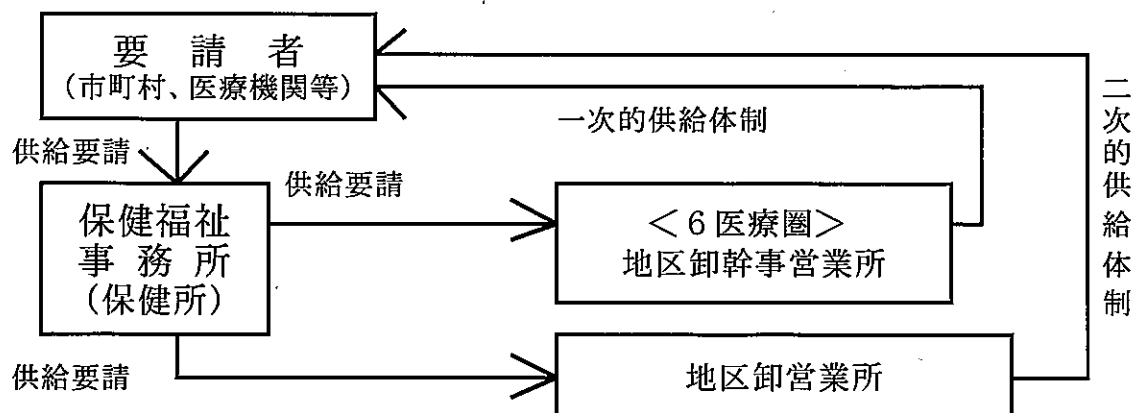 要請者
(市町村、医療機関等)
供給要請
一次的供給体制
二次的供給体制
供給要請
保健福祉
事務所
(保健所)
<6医療圏>
地区卸幹事営業所
供給要請
地区卸営業所